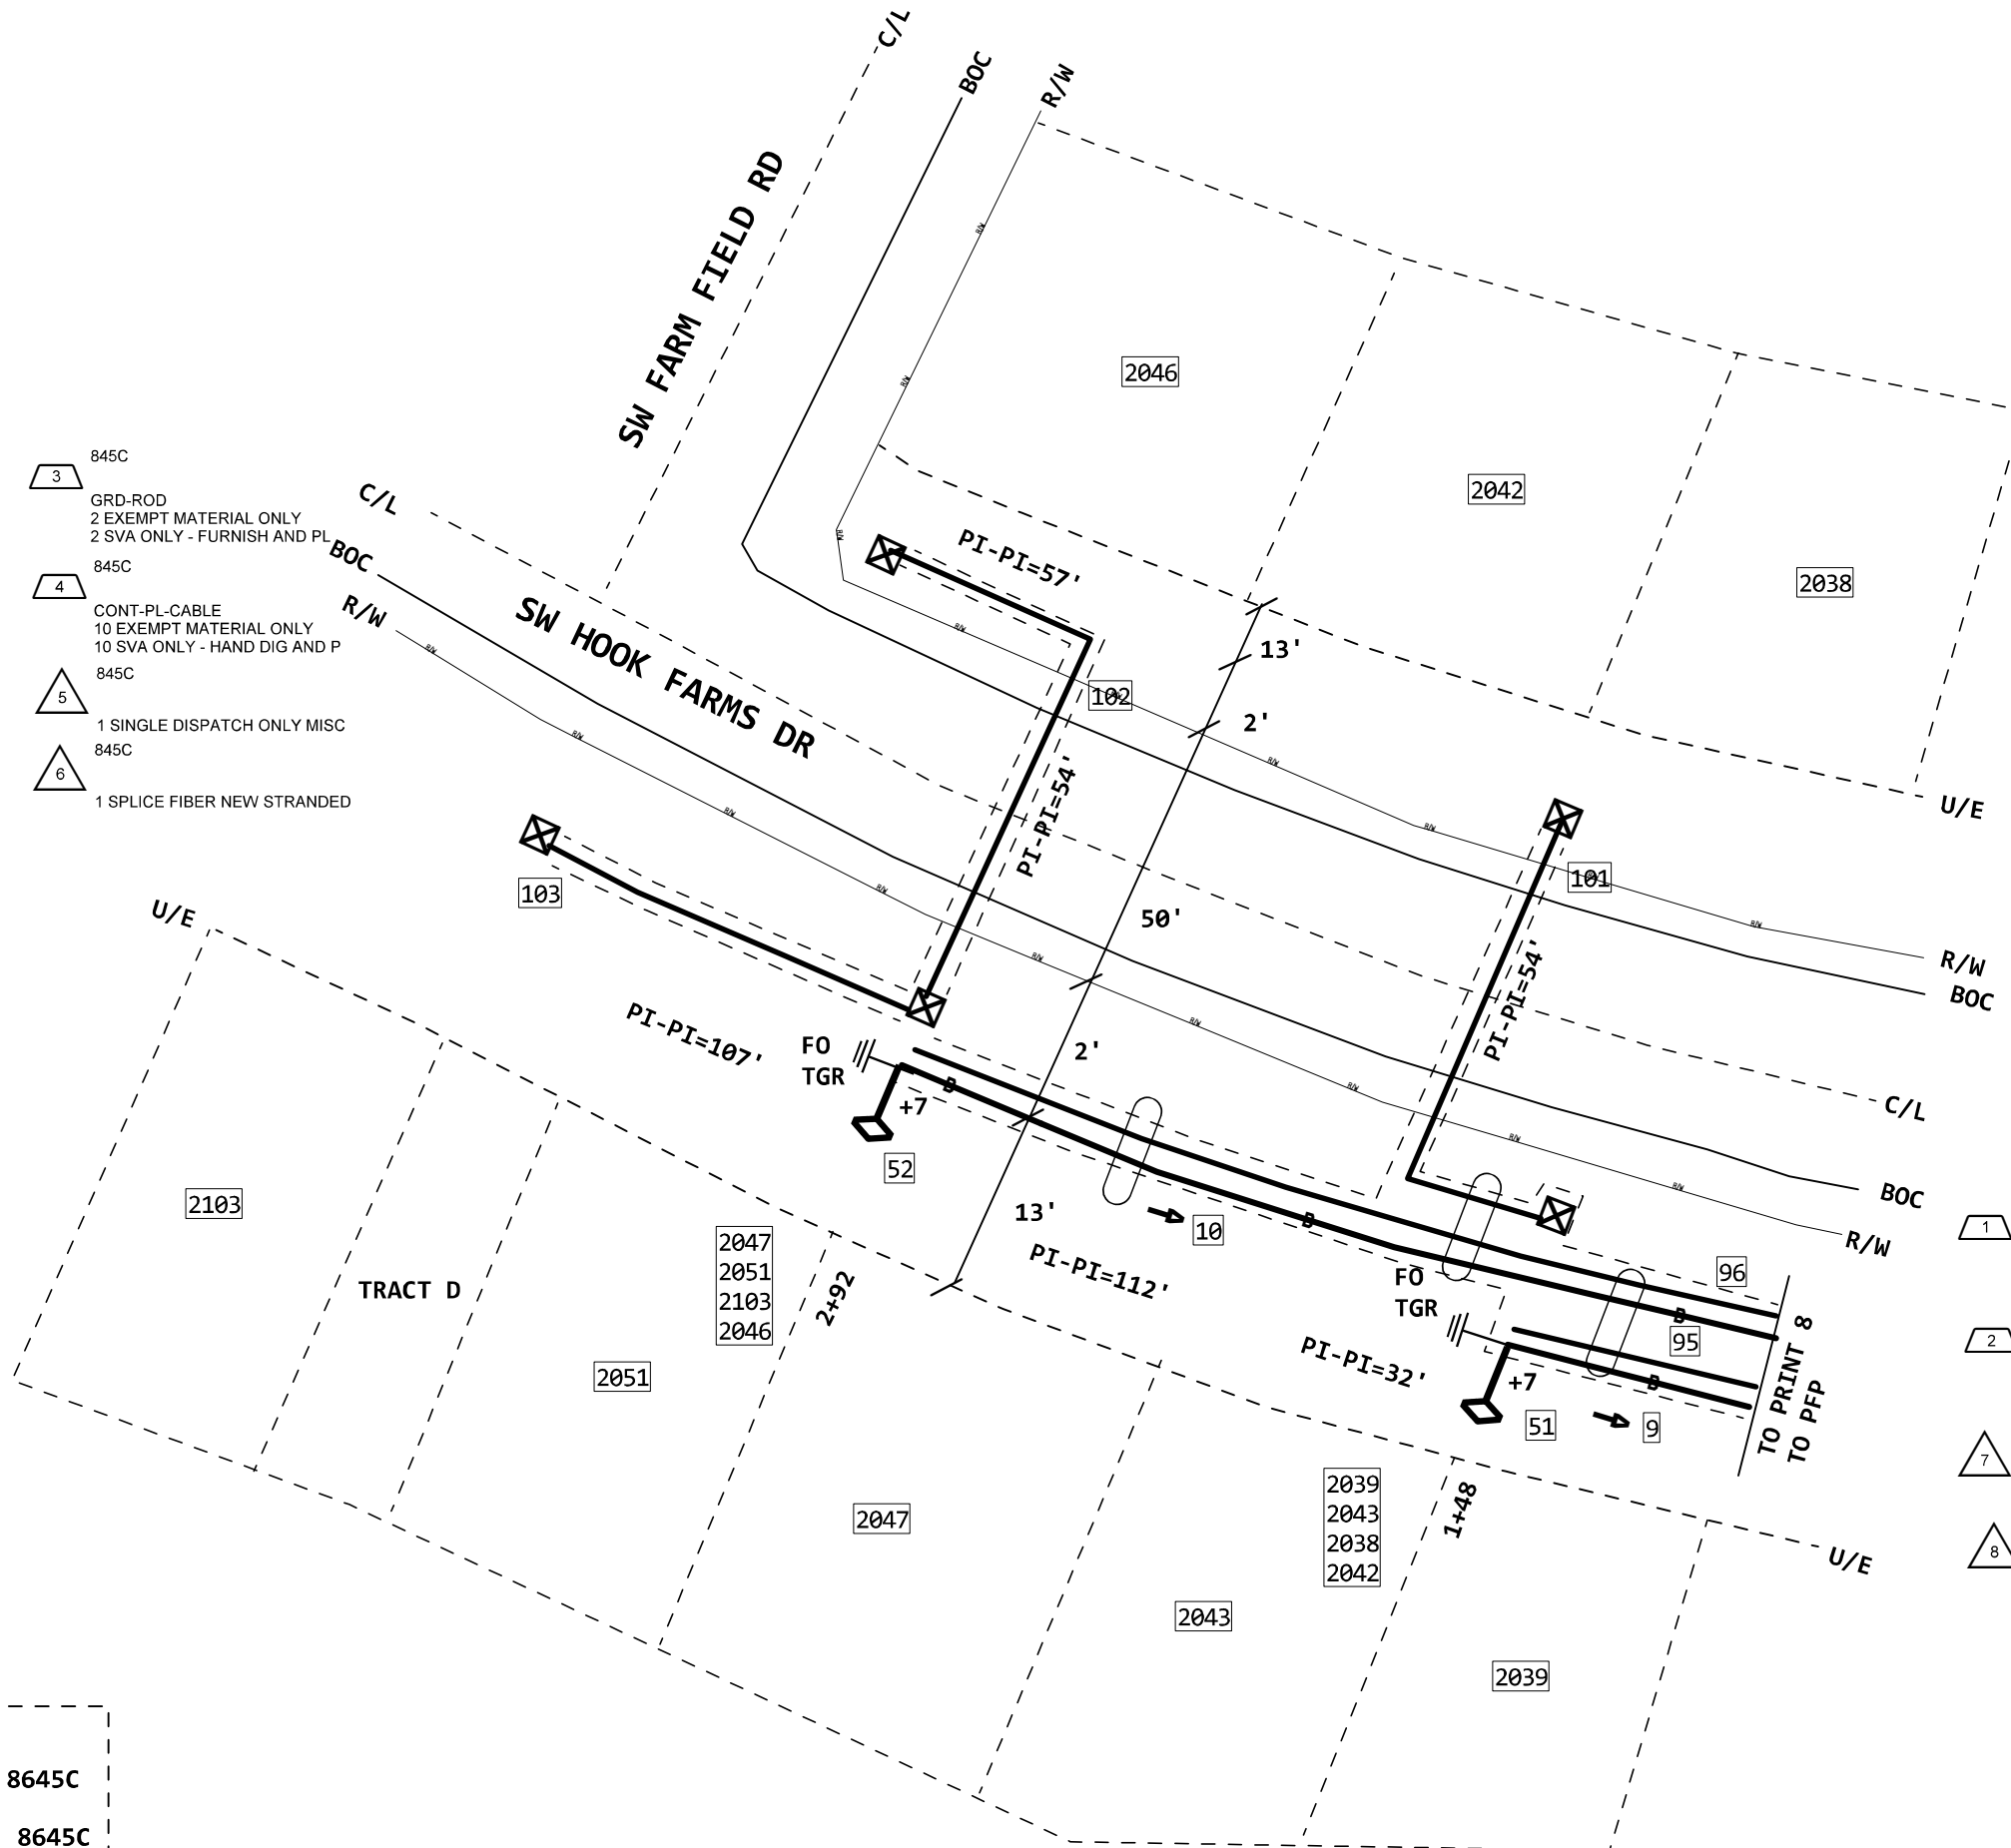 C/L
BOC
R/W
SW FARM FIELD RD
R/W
2046
R/W
3
845C
GRD-ROD
2 EXEMPT MATERIAL ONLY
2 SVA ONLY - FURNISH AND PL
4
845C
CONT-PL-CABLE
10 EXEMPT MATERIAL ONLY
10 SVA ONLY - HAND DIG AND P
5
845C
1 SINGLE DISPATCH ONLY MISC
6
845C
1 SPLICE FIBER NEW STRANDED
C/L
BOC
R/W
2042
R/W
PI-PI=57'
2038
SW HOOK FARMS DR
R/W
R/W
13'
102
R/W
2'
R/W
R/W
PI-PI=54'
U/E
R/W
R/W
103
R/W
101
U/E
50'
R/W
R/W
R/W
BOC
PI-PI=54'
PI-PI=107'
FO
TGR
R/W
2'
D
+7
R/W
C/L
R/W
52
2103
13'
10
D
R/W
BOC
R/W
1
2047
2051
2103
2046
TRACT D
2+92
PI-PI=112'
FO
TGR
96
D
95
2
2051
PI-PI=32'
+7
D
51
9
TO PRINT 8
TO PFP
7
2047
2039
2043
2038
2042
1+48
U/E
8
2043
2039
8645C
8645C